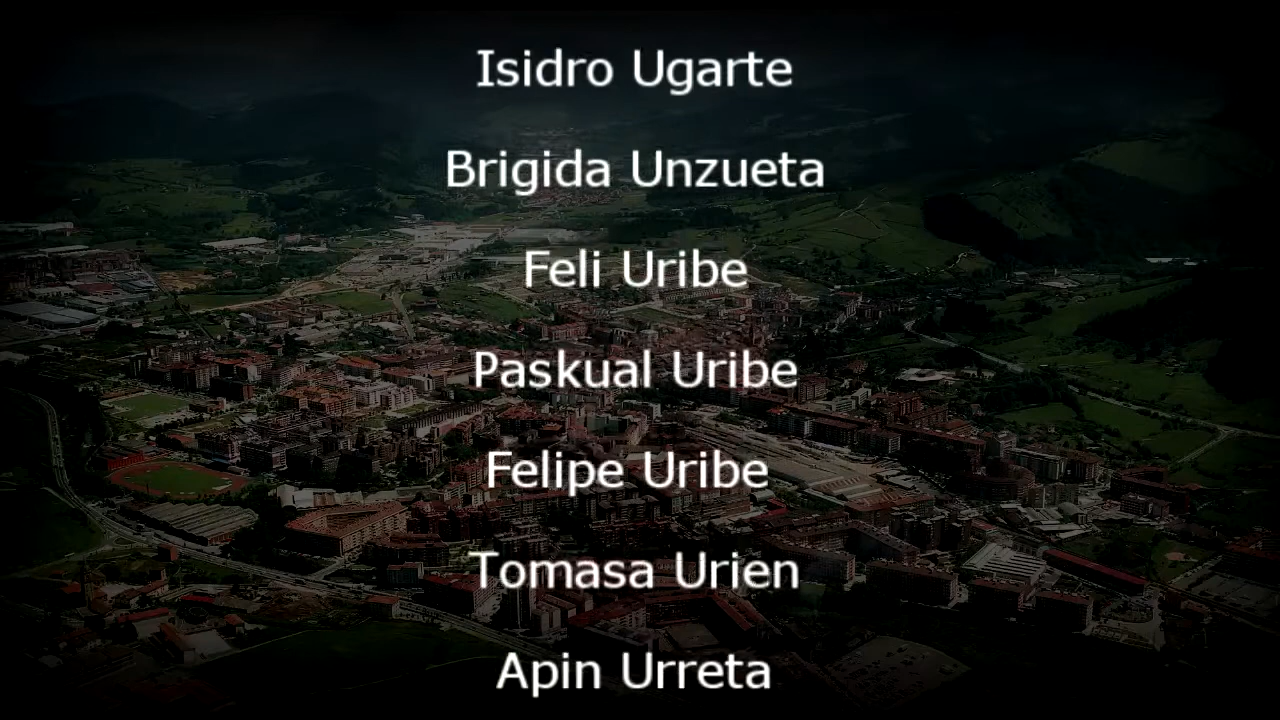 Isidro Ugarte
Brigida Unzueta
Feli Uribe
Paskual Uribe
Felipe Uribe
Tomasa Urien
Apin Urreta